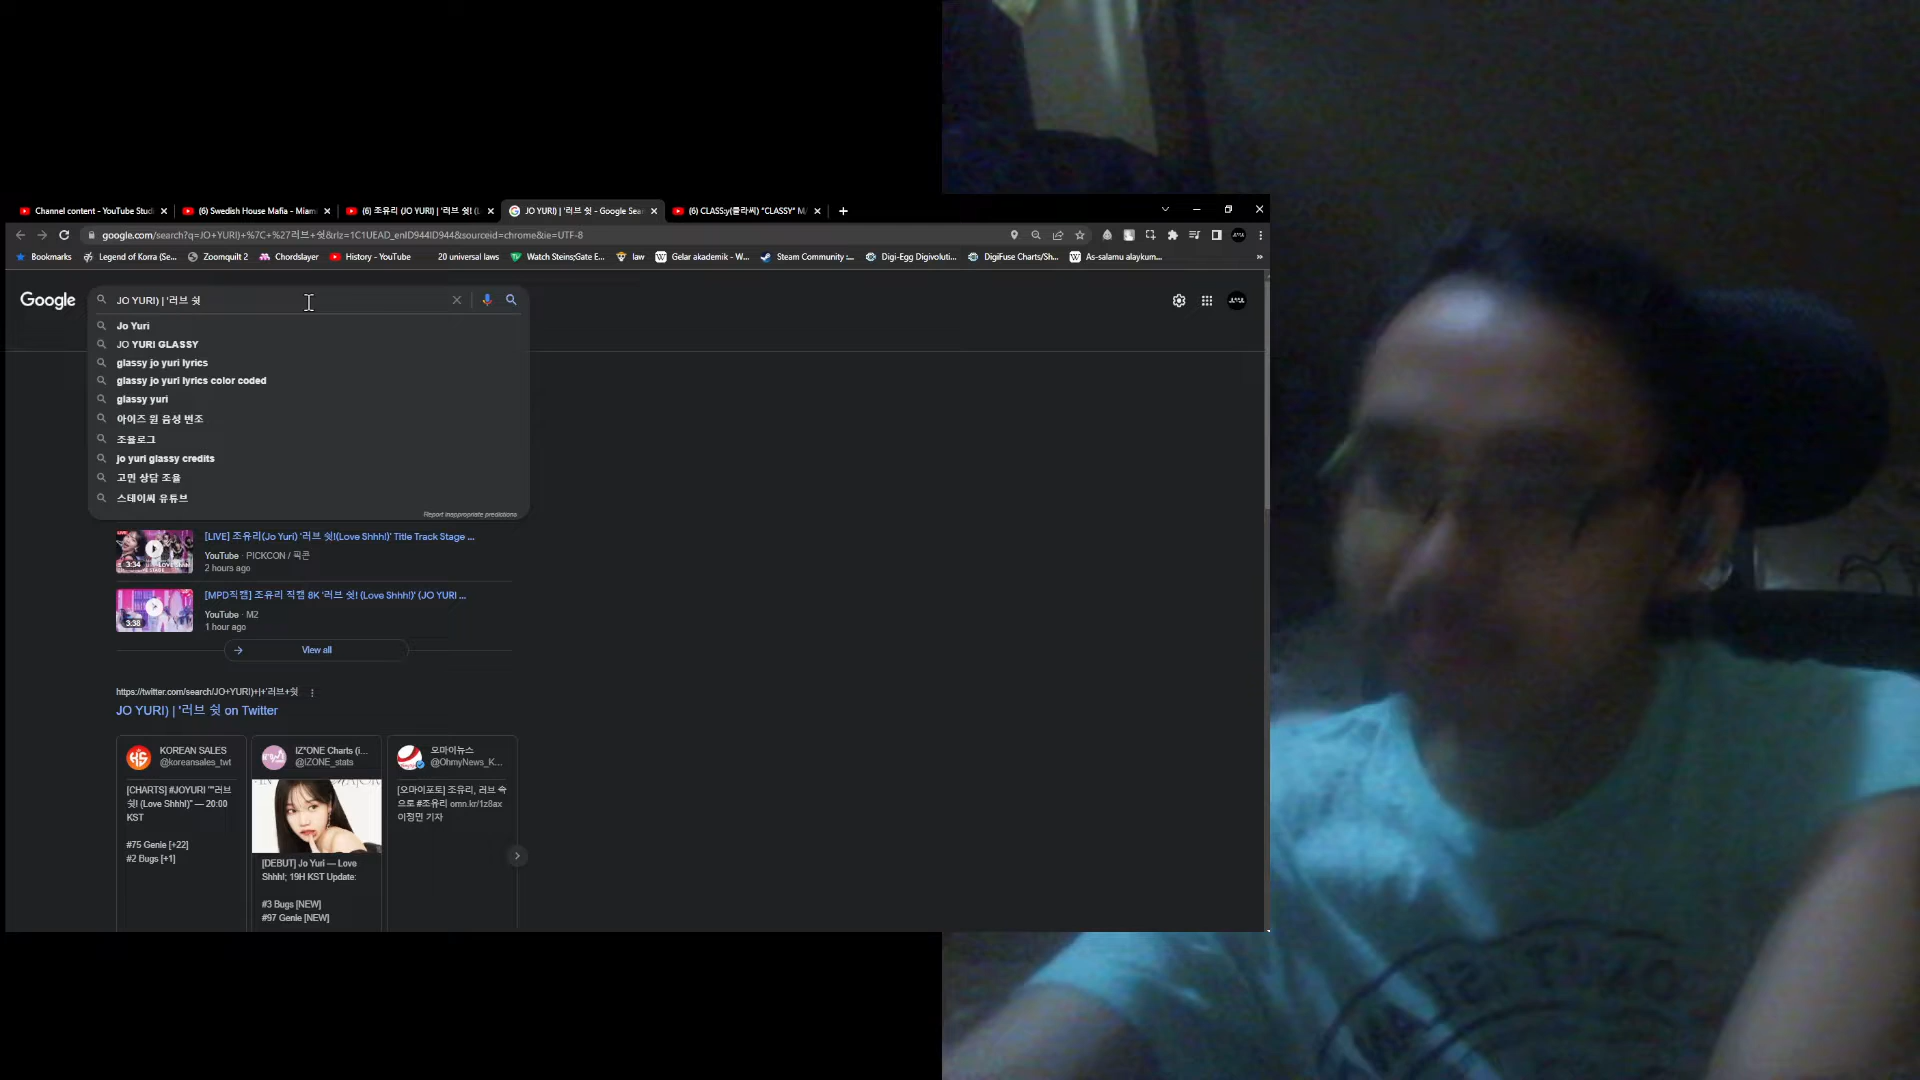 Channel content - YouTube Studi
(6) Swedish House Mafia - Miam
(6) 조유리 (JO YURI) | '러브 쉿! (L
JO YURI) | '러브 쉿 - Google Sear
(6) CLASS:y(클라씨) "CLASSY" M/
google.com/search?q=JO+YURI)+%7C+%27러브+쉿&rlz=1C1UEAD_enID944ID944&sourceid=chrome&ie=UTF-8
Bookmarks
Legend of Korra (Se...
Zoomquilt 2
Chordslayer
History - YouTube
20 universal laws
Watch Steins;Gate E...
law
Gelar akademik - W...
Steam Community :...
Digi-Egg Digivoluti...
DigiFuse Charts/Sh...
As-salamu alaykum...
Google
JO YURI) | '러브 쉿
Jo Yuri
JO YURI GLASSY
glassy jo yuri lyrics
glassy jo yuri lyrics color coded
glassy yuri
아이즈 원 음성 변조
조율로그
jo yuri glassy credits
고민 상담 조율
스테이씨 유튜브
Report inappropriate predictions
LIVE
3:34
[LIVE] 조유리(Jo Yuri) '러브 쉿!(Love Shhh!)' Title Track Stage ...
YouTube · PICKCON / 픽콘
2 hours ago
3:38
[MPD직캠] 조유리 직캠 8K '러브 쉿! (Love Shhh!)' (JO YURI ...
YouTube · M2
1 hour ago
View all
https://twitter.com/search/JO+YURI)+|+'러브+쉿
JO YURI) | '러브 쉿 on Twitter
KOREAN SALES
@koreansales_twt
[CHARTS] #JOYURI '"러브
쉿! (Love Shhh!)" — 20:00
KST
#75 Genie [+22]
#2 Bugs [+1]
IZ*ONE Charts (i...
@IZONE_stats
[DEBUT] Jo Yuri — Love
Shhh!; 19H KST Update:
#3 Bugs [NEW]
#97 Genie [NEW]
오마이뉴스
@OhmyNews_K...
[오마이포토] 조유리, 러브 속
으로 #조유리 omn.kr/1z8ax
이정민 기자